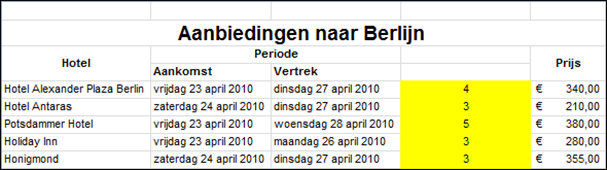 Aanbiedingen naar Berlijn
Hotel Periode Prijs
Aankomst Vertrek
Hotel Alexander Plaza Berlin vrijdag 23 april 2010 dinsdag 27 april 2010 4 € 340,00
Hotel Antaras zaterdag 24 april 2010 dinsdag 27 april 2010 3 € 210,00
Potsdammer Hotel vrijdag 23 april 2010 woensdag 28 april 2010 5 € 380,00
Holiday Inn vrijdag 23 april 2010 maandag 26 april 2010 3 € 280,00
Honigmond zaterdag 24 april 2010 dinsdag 27 april 2010 3 € 355,00